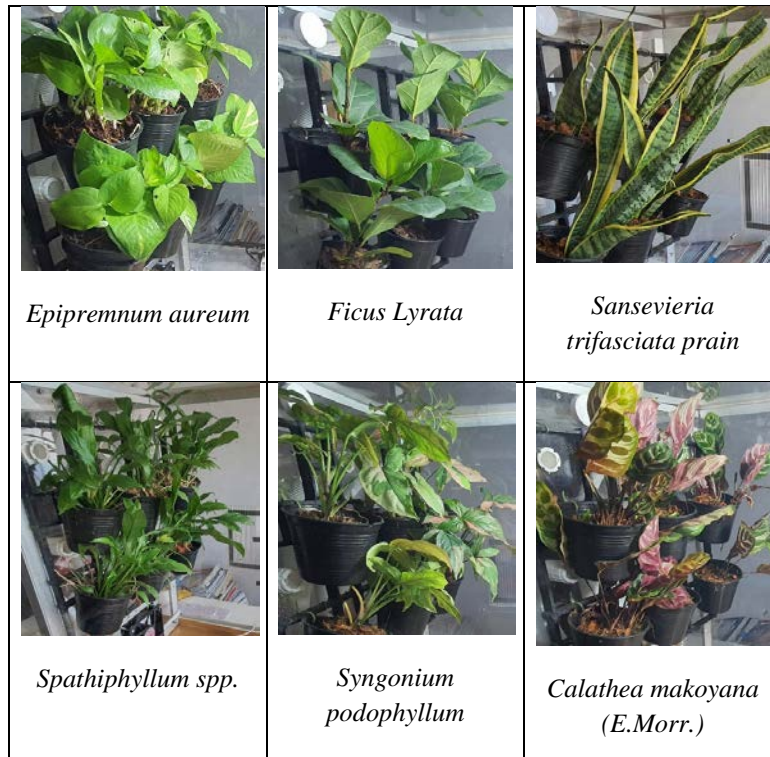 Epipremnum aureum
Ficus Lyrata
Sansevieria
trifasciata prain
Spathiphyllum spp.
Syngonium
podophyllum
Calathea makoyana
(E.Morr.)